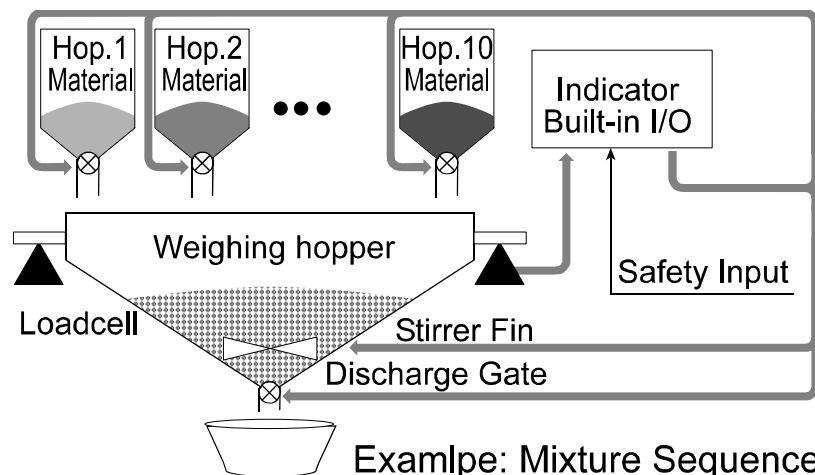 Hop.1
Material
Hop.2
Material
Hop.10
Material
Indicator
Built-in I/O
Weighing hopper
Safety Input
Loadcell
Stirrer Fin
Discharge Gate
Examlpe: Mixture Sequence